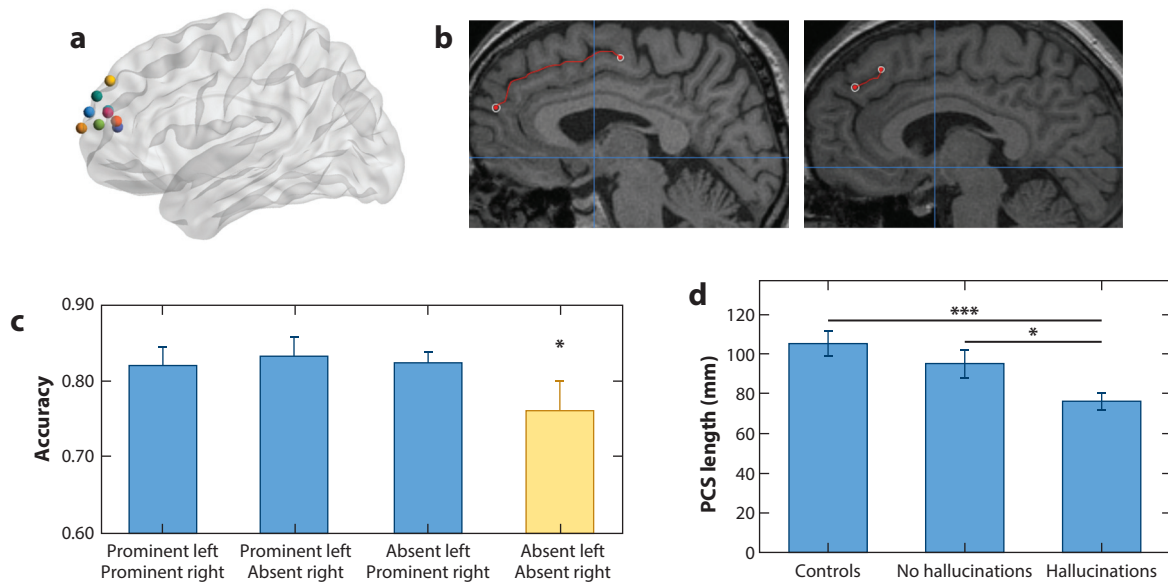 a
b
c
0.90
0.80
0.70
0.60
Accuracy
*
Prominent left
Prominent right
Prominent left
Absent right
Absent left
Prominent right
Absent left
Absent right
d
120
100
80
60
40
20
0
PCS length (mm)
***
*
Controls
No hallucinations
Hallucinations